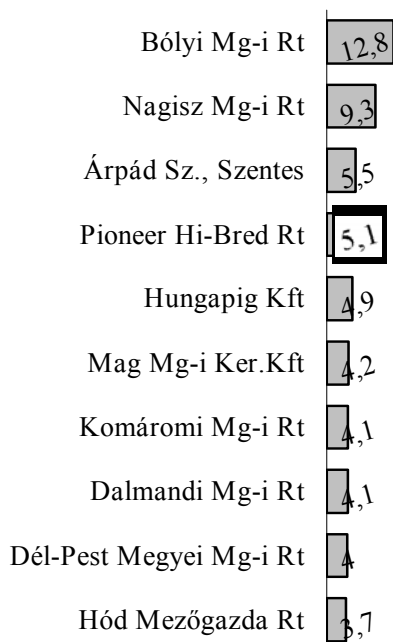 Bólyi Mg-i Rt 12,8
Nagisz Mg-i Rt 9,3
Árpád Sz., Szentes 5,5
Pioneer Hi-Bred Rt 5,1
Hungapig Kft 4,9
Mag Mg-i Ker.Kft 4,2
Komáromi Mg-i Rt 4,1
Dalmandi Mg-i Rt 4,1
Dél-Pest Megyei Mg-i Rt 4
Hód Mezőgazda Rt 3,7